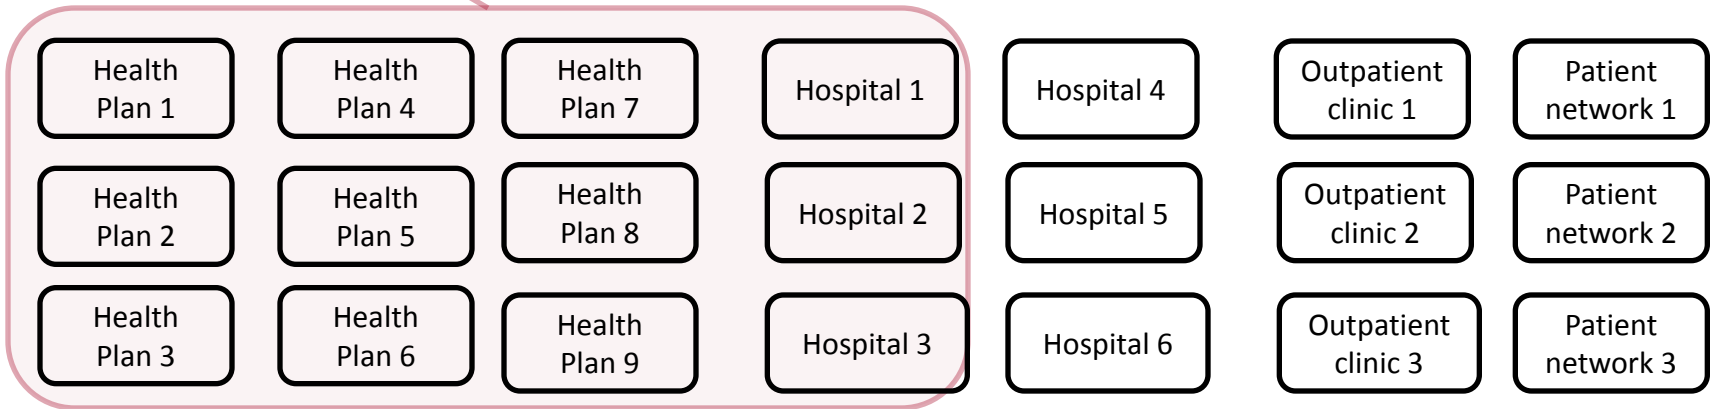 Health
Plan 1
Health
Plan 4
Health
Plan 7
Hospital 1
Hospital 4
Outpatient
clinic 1
Patient
network 1
Health
Plan 2
Health
Plan 5
Health
Plan 8
Hospital 2
Hospital 5
Outpatient
clinic 2
Patient
network 2
Health
Plan 3
Health
Plan 6
Health
Plan 9
Hospital 3
Hospital 6
Outpatient
clinic 3
Patient
network 3